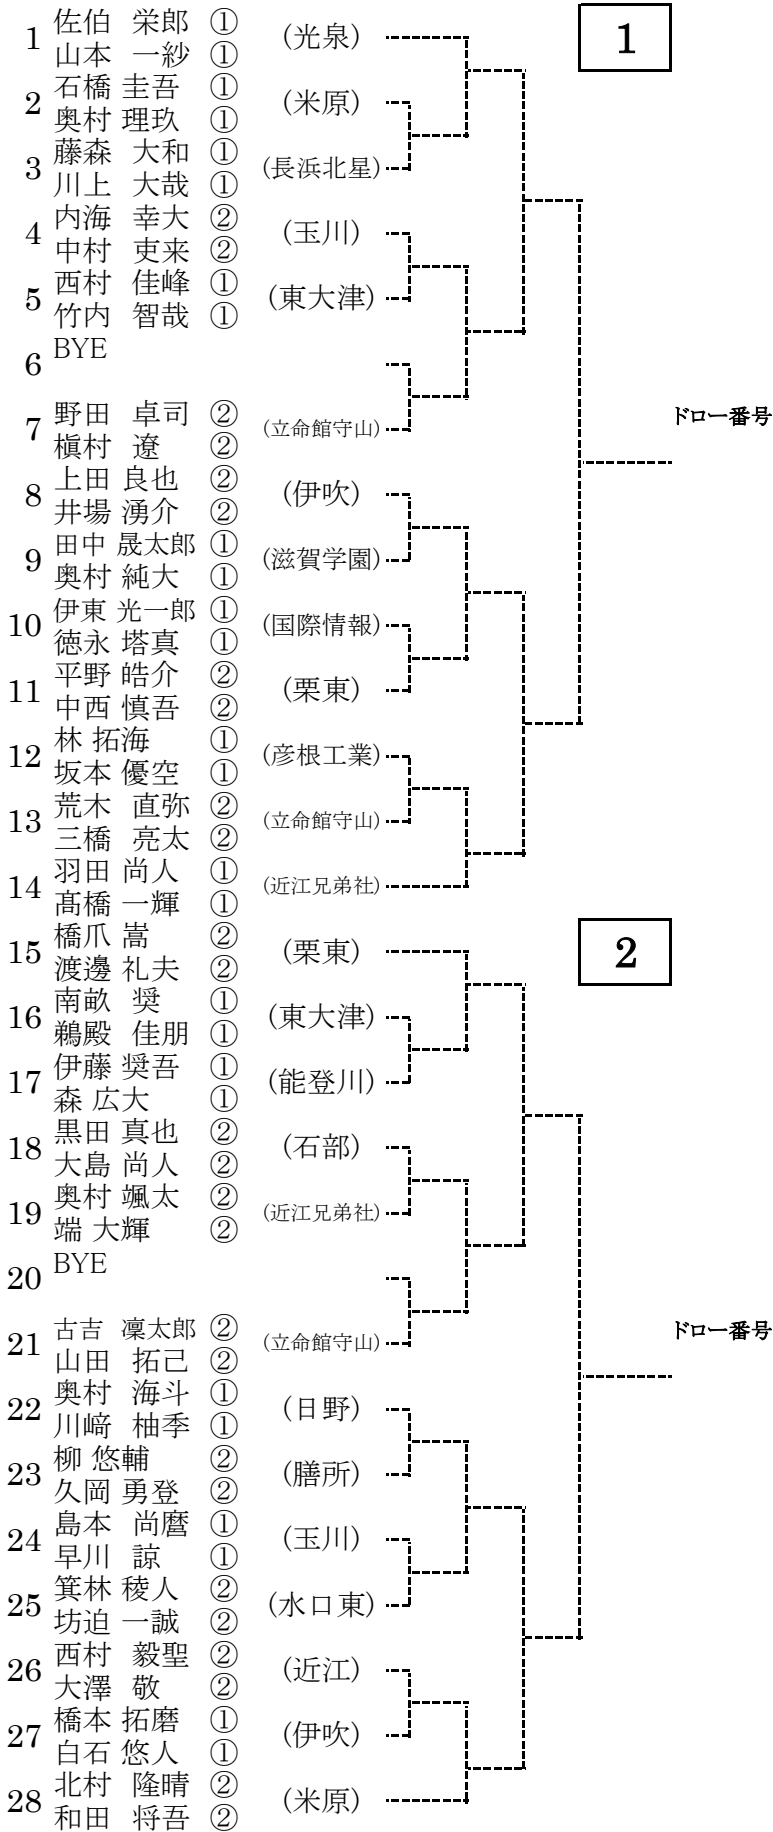 1
1 佐伯 栄郎 ① (光泉)
山本 一紗 ①
2 石橋 圭吾 ① (米原)
奥村 理玖 ①
3 藤森 大和 ① (長浜北星)
川上 大哉 ①
4 内海 幸大 ② (玉川)
中村 吏来 ②
5 西村 佳峰 ① (東大津)
竹内 智哉 ①
6 BYE
7 野田 卓司 ② (立命館守山)
槇村 遼 ②
ドロー番号
8 上田 良也 ② (伊吹)
井場 湧介 ②
9 田中 晟太郎 ① (滋賀学園)
奥村 純大 ①
10 伊東 光一郎 ① (国際情報)
徳永 塔真 ①
11 平野 皓介 ② (栗東)
中西 慎吾 ②
12 林 拓海 ① (彦根工業)
坂本 優空 ①
13 荒木 直弥 ② (立命館守山)
三橋 亮太 ②
14 羽田 尚人 ① (近江兄弟社)
髙橋 一輝 ①
2
15 橋爪 嵩 ② (栗東)
渡邊 礼夫 ②
16 南畝 奨 ① (東大津)
鵜殿 佳朋 ①
17 伊藤 奨吾 ① (能登川)
森 広大 ①
18 黒田 真也 ② (石部)
大島 尚人 ②
19 奥村 颯太 ② (近江兄弟社)
端 大輝 ②
20 BYE
21 古吉 凜太郎 ② (立命館守山)
山田 拓己 ②
ドロー番号
22 奥村 海斗 ① (日野)
川﨑 柚季 ①
23 柳 悠輔 ② (膳所)
久岡 勇登 ②
24 島本 尚麿 ① (玉川)
早川 諒 ①
25 箕林 稜人 ② (水口東)
坊迫 一誠 ②
26 西村 毅聖 ② (近江)
大澤 敬 ②
27 橋本 拓磨 ① (伊吹)
白石 悠人 ①
28 北村 隆晴 ② (米原)
和田 将吾 ②